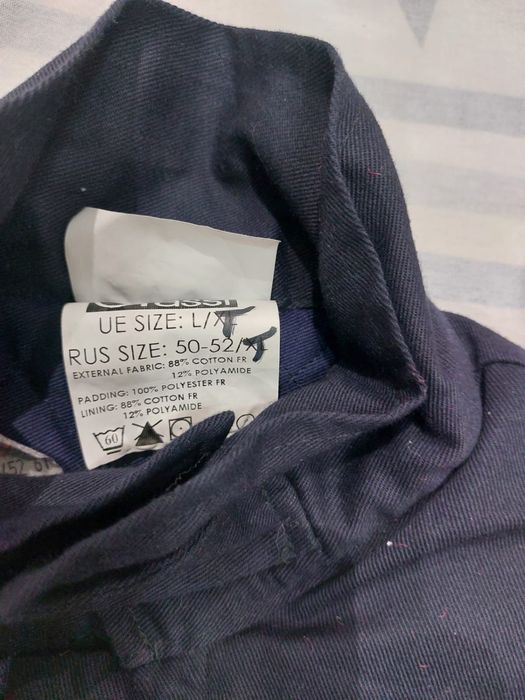 UE SIZE: L/
RUS SIZE: 50-52/
EXTERNAL FABRIC: 88% COTTON FR
12% POLYAMIDE
PADDING: 100% POLYESTER FR
LINING: 88% COTTON FR
12% POLYAMIDE
60